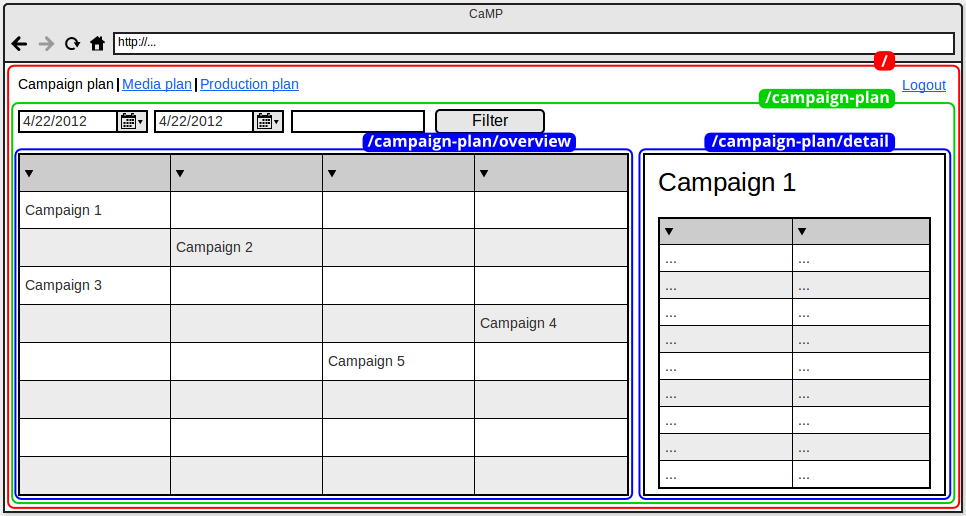 CaMP
http://...
/
Campaign plan | Media plan | Production plan Logout
/campaign-plan
4/22/2012 4/22/2012 Filter
/campaign-plan/overview /campaign-plan/detail
Campaign 1
Campaign 2
Campaign 3
Campaign 4
Campaign 5
Campaign 1
... ...
... ...
... ...
... ...
... ...
... ...
... ...
... ...
... ...